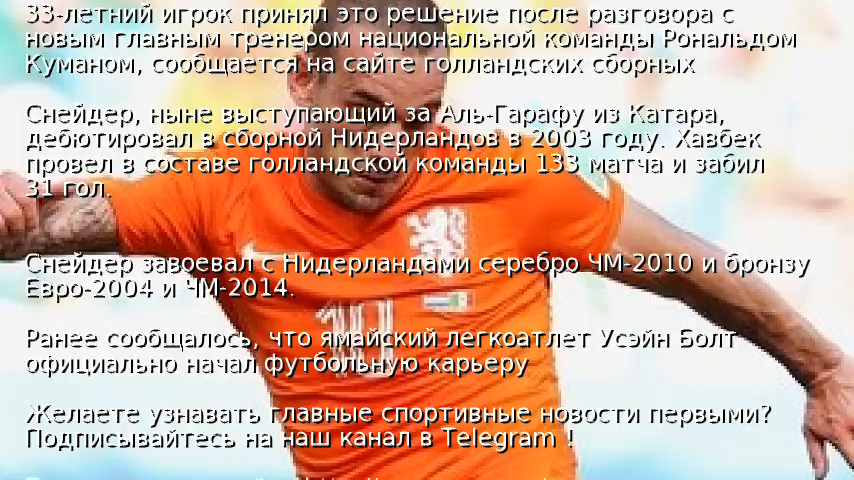 33-летний игрок принял это решение после разговора с
новым главным тренером национальной команды Рональдом
Куманом, сообщается на сайте голландских сборных
Снейдер, ныне выступающий за Аль-Гарафу из Катара,
дебютировал в сборной Нидерландов в 2003 году. Хавбек
провел в составе голландской команды 133 матча и забил
31 гол.
Снейдер завоевал с Нидерландами серебро ЧМ-2010 и бронзу
Евро-2004 и ЧМ-2014.
10
Ранее сообщалось, что ямайский легкоатлет Усэйн Болт
официально начал футбольную карьеру
Желаете узнавать главные спортивные новости первыми?
Подписывайтесь на наш канал в Telegram !